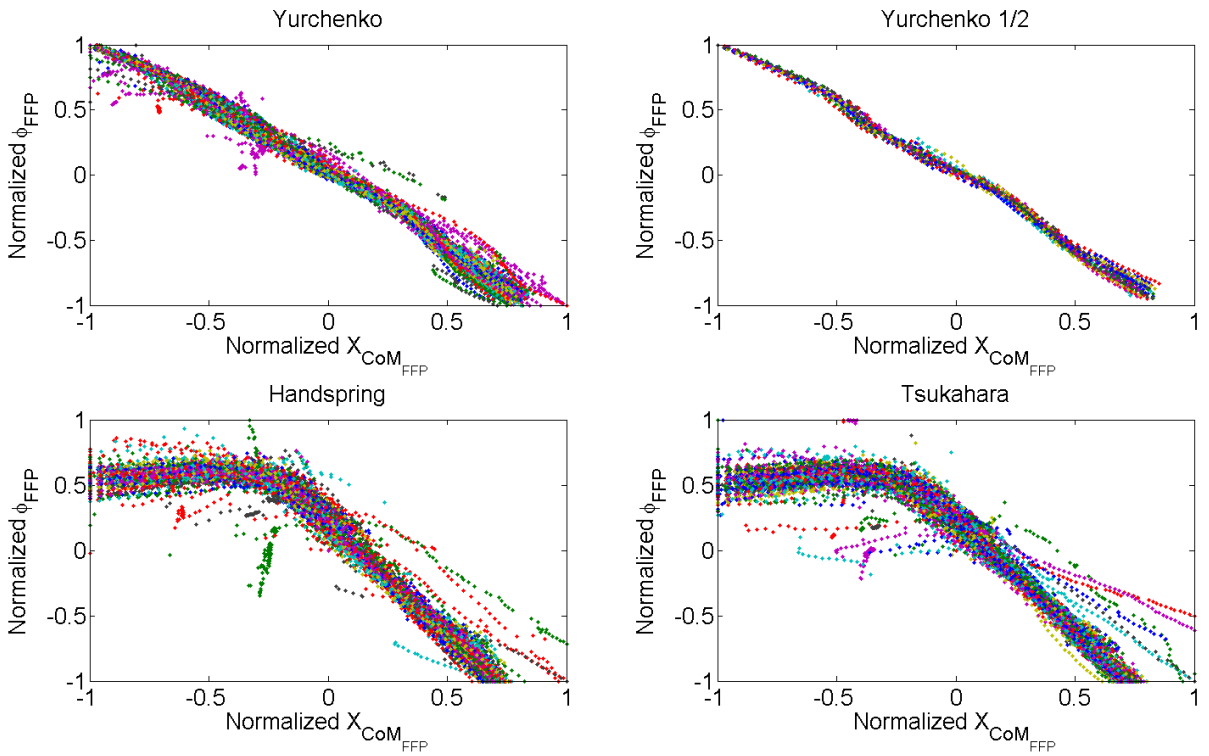 Yurchenko
Yurchenko 1/2
1
0.5
0
-0.5
-1
Normalized ϕFFP
-1 -0.5 0 0.5 1
Normalized XCoMFFP
1
0.5
0
-0.5
-1
Normalized ϕFFP
-1 -0.5 0 0.5 1
Normalized XCoMFFP
Handspring
Tsukahara
1
0.5
0
-0.5
-1
Normalized ϕFFP
-1 -0.5 0 0.5 1
Normalized XCoMFFP
1
0.5
0
-0.5
-1
Normalized ϕFFP
-1 -0.5 0 0.5 1
Normalized XCoMFFP